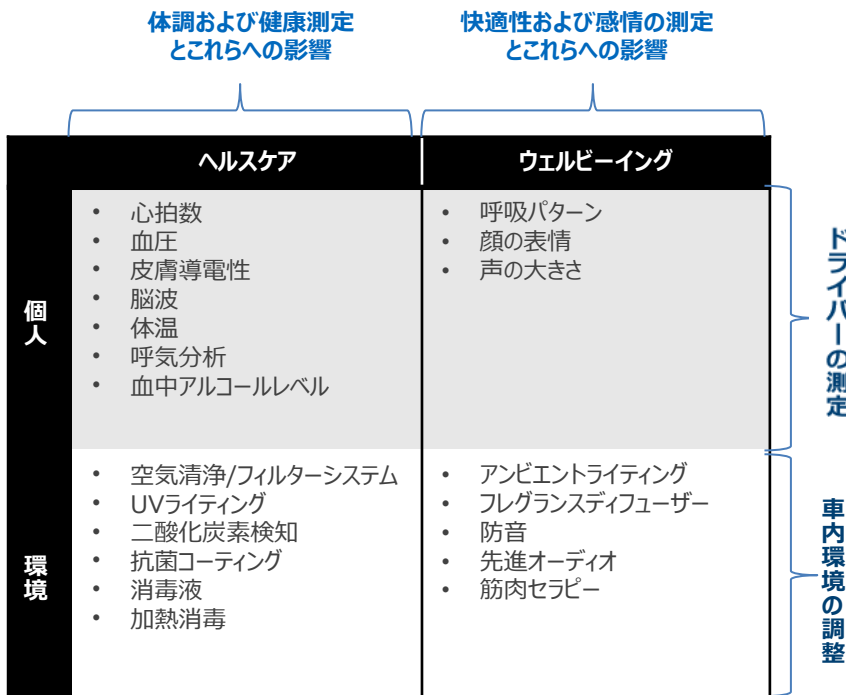 体調および健康測定
とこれらへの影響
快適性および感情の測定
とこれらへの影響
ヘルスケア
ウェルビーイング
個人
• 心拍数
• 血圧
• 皮膚導電性
• 脳波
• 体温
• 呼気分析
• 血中アルコールレベル
• 呼吸パターン
• 顔の表情
• 声の大きさ
ドライバーの測定
環境
• 空気清浄/フィルターシステム
• UVライティング
• 二酸化炭素検知
• 抗菌コーティング
• 消毒液
• 加熱消毒
• アンビエントライティング
• フレグランスディフューザー
• 防音
• 先進オーディオ
• 筋肉セラピー
車内環境の調整